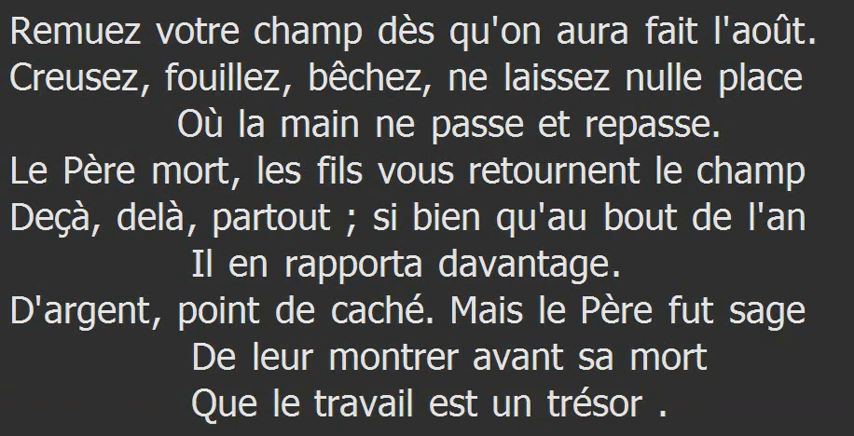 Remuez votre champ dès qu'on aura fait l'août.
Creusez, fouillez, bêchez, ne laissez nulle place
Où la main ne passe et repasse.
Le Père mort, les fils vous retournent le champ
Deçà, delà, partout ; si bien qu'au bout de l'an
Il en rapporta davantage.
D'argent, point de caché. Mais le Père fut sage
De leur montrer avant sa mort
Que le travail est un trésor .